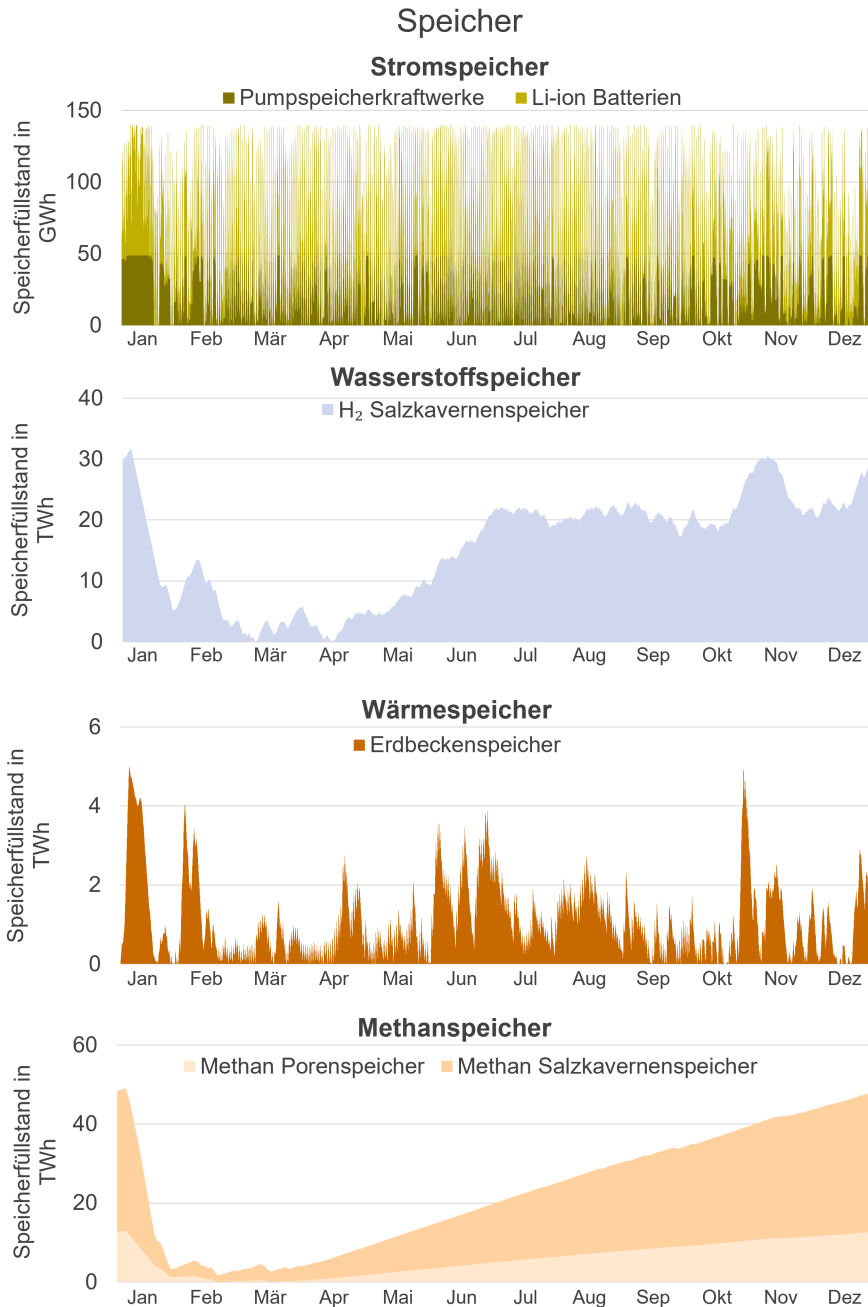 Speicher
Stromspeicher
Pumpspeicherkraftwerke Li-ion Batterien
Speicherfüllstand in
GWh
150
100
50
0
Jan Feb Mär Apr Mai Jun Jul Aug Sep Okt Nov Dez
Wasserstoffspeicher
H₂ Salzkavernenspeicher
Speicherfüllstand in
TWh
40
30
20
10
0
Jan Feb Mär Apr Mai Jun Jul Aug Sep Okt Nov Dez
Wärmespeicher
Erdbeckenspeicher
Speicherfüllstand in
TWh
6
4
2
0
Jan Feb Mär Apr Mai Jun Jul Aug Sep Okt Nov Dez
Methanspeicher
Methan Porenspeicher Methan Salzkavernenspeicher
Speicherfüllstand in
TWh
60
40
20
0
Jan Feb Mär Apr Mai Jun Jul Aug Sep Okt Nov Dez